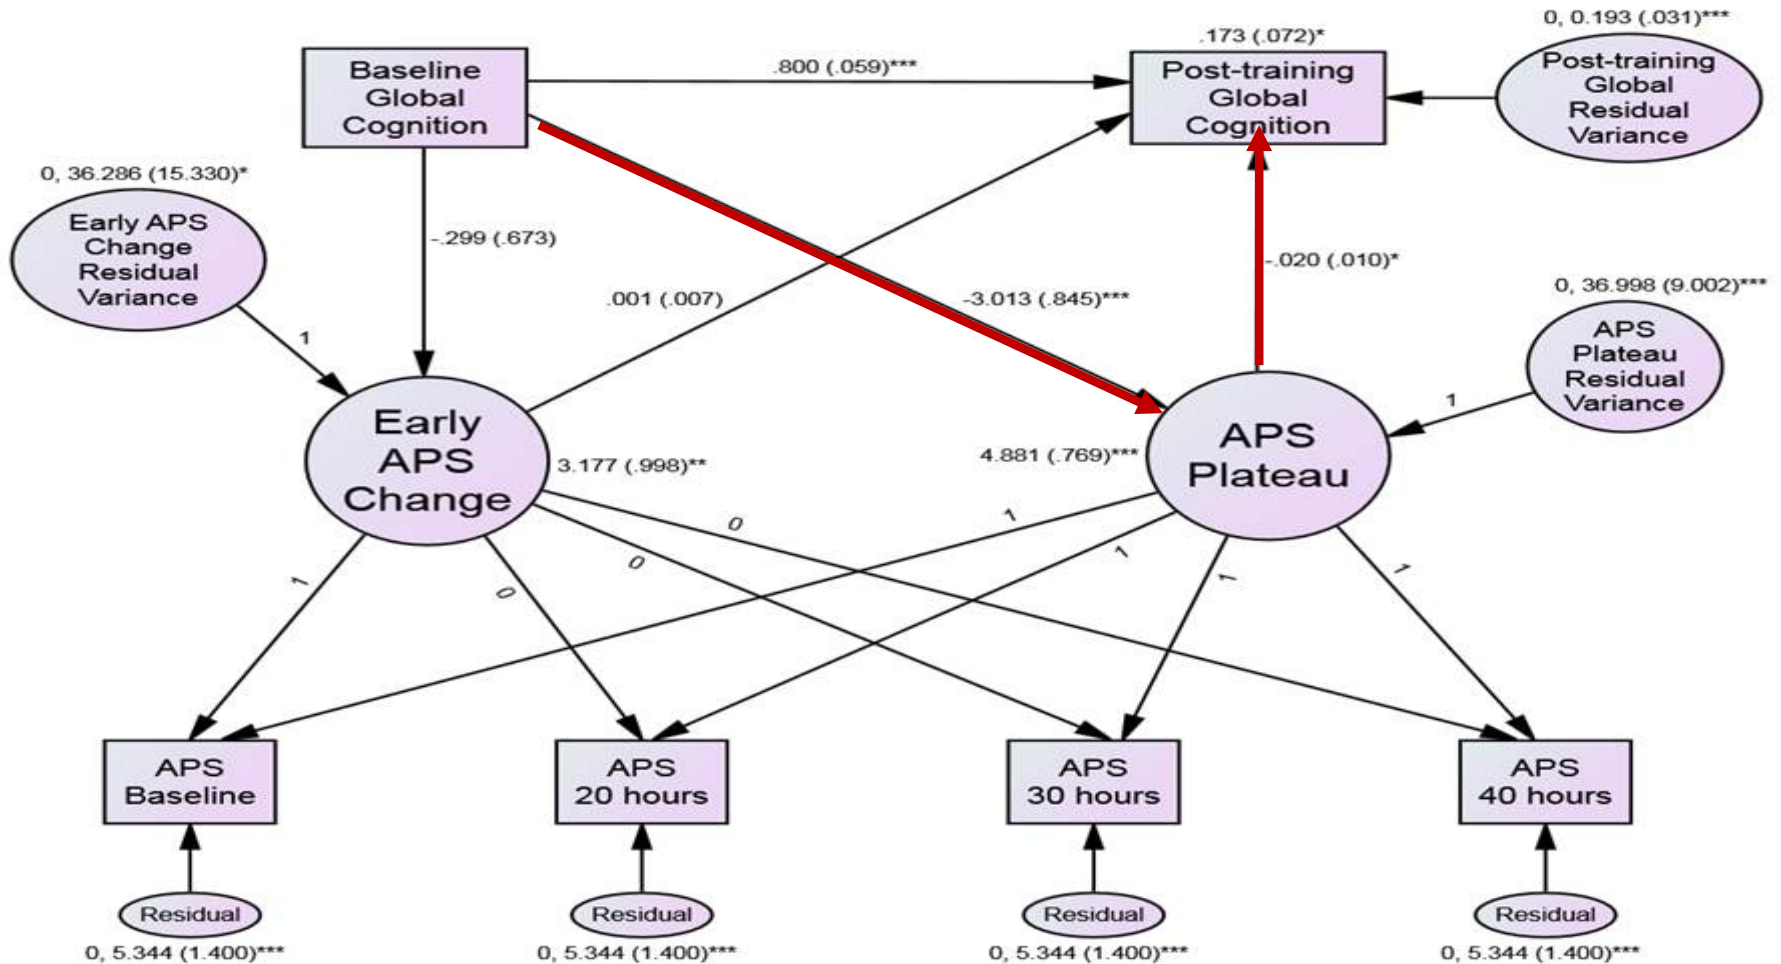 0, 0.193 (.031)***
.173 (.072)*
Baseline
Global
Cognition
.800 (.059)***
Post-training
Global
Cognition
Post-training
Global
Residual
Variance
0, 36.286 (15.330)*
Early APS
Change
Residual
Variance
-.299 (.673)
.001 (.007)
-3.013 (.845)***
-.020 (.010)*
0, 36.998 (9.002)***
APS
Plateau
Residual
Variance
1
1
Early
APS
Change
3.177 (.998)**
4.881 (.769)***
APS
Plateau
1
0
0
0
1
1
1
1
APS
Baseline
APS
20 hours
APS
30 hours
APS
40 hours
Residual
Residual
Residual
Residual
0, 5.344 (1.400)***
0, 5.344 (1.400)***
0, 5.344 (1.400)***
0, 5.344 (1.400)***